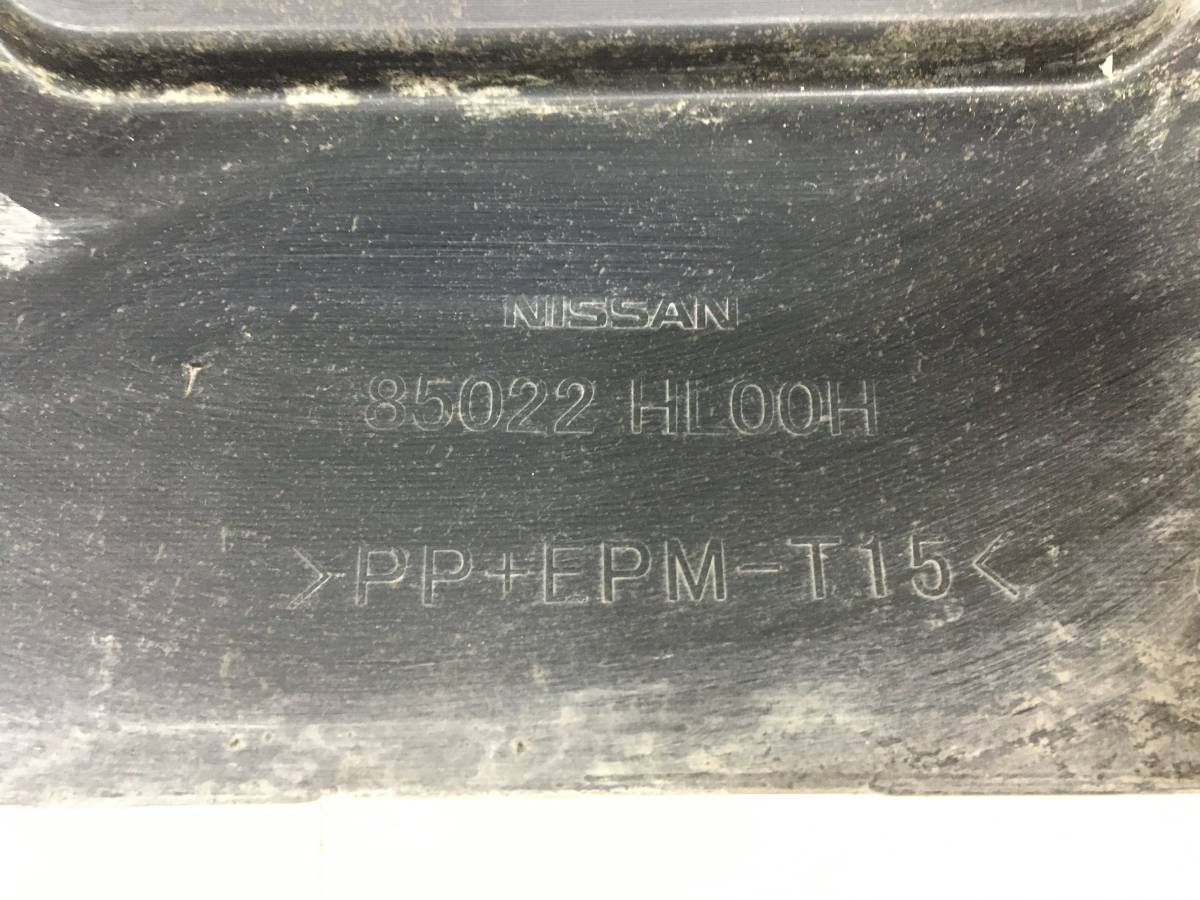 NISSAN
85022 HL00H
>PP+EPM-T15<